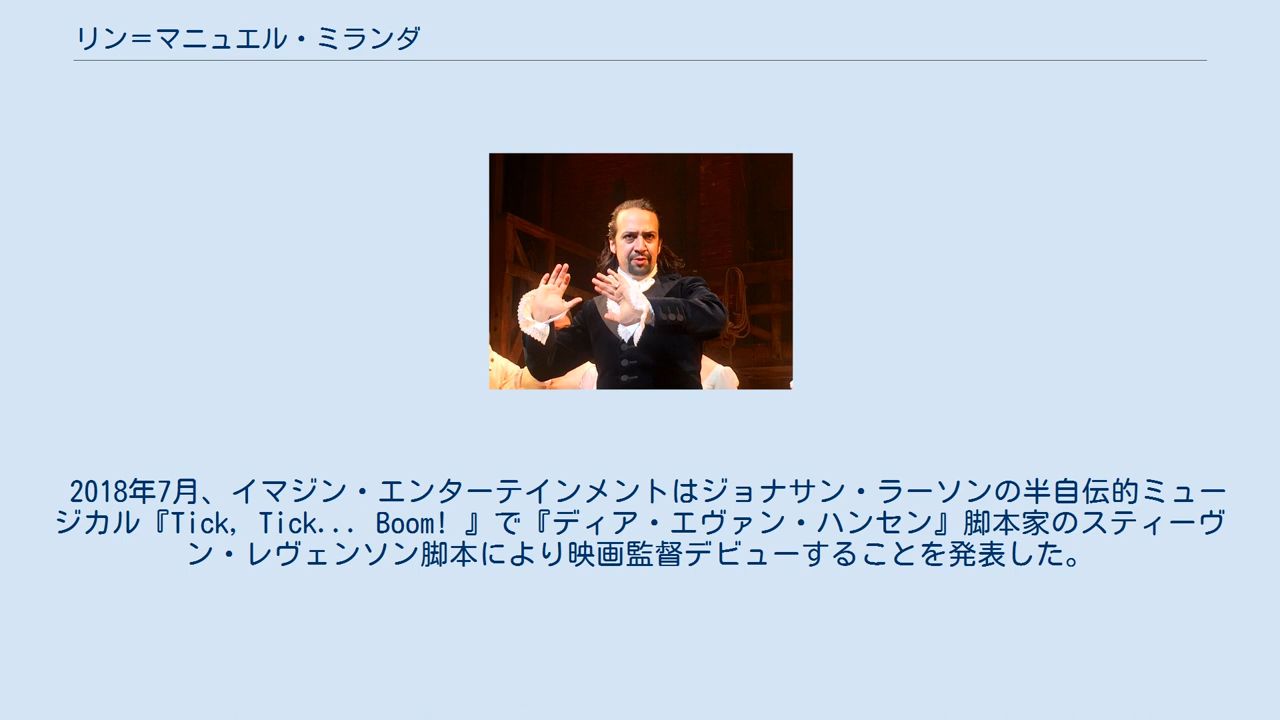 リン＝マニュエル・ミランダ
2018年7月、イマジン・エンターテインメントはジョナサン・ラーソンの半自伝的ミュー
ジカル『Tick, Tick... Boom! 』で『ディア・エヴァン・ハンセン』脚本家のスティーヴ
ン・レヴェンソン脚本により映画監督デビューすることを発表した。